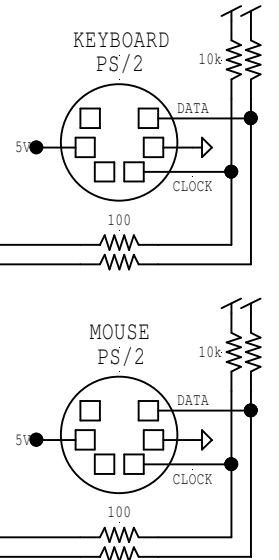 KEYBOARD
PS/2
10k
DATA
5V
CLOCK
100
MOUSE
PS/2
10k
DATA
5V
CLOCK
100